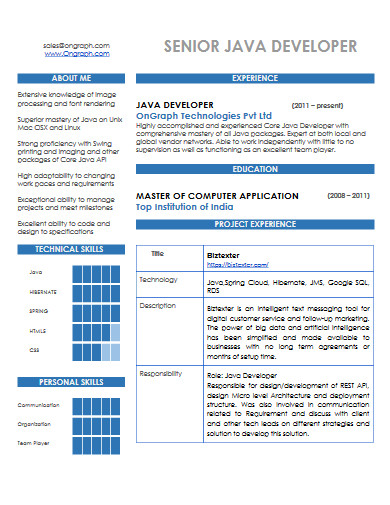 sales@ongraph.com
www.Ongraph.com
SENIOR JAVA DEVELOPER
ABOUT ME
Extensive knowledge of image
processing and font rendering
Superior mastery of Java on Unix
Mac OSX and Linux
Strong proficiency with Swing
printing and imaging and other
packages of Core Java API
High adaptability to changing
work paces and requirements
Exceptional ability to manage
projects and meet milestones
Excellent ability to code and
design to specifications
TECHNICAL SKILLS
Java
HIBERNATE
SPRING
HTML5
CSS
PERSONAL SKILLS
Communication
Organization
Team Player
EXPERIENCE
JAVA DEVELOPER (2011 – present)
OnGraph Technologies Pvt Ltd
Highly accomplished and experienced Core Java Developer with
comprehensive mastery of all Java packages. Expert at both local and
global vendor networks. Able to work independently with little to no
supervision as well as functioning as an excellent team player.
EDUCATION
MASTER OF COMPUTER APPLICATION (2008 – 2011)
Top Institution of India
PROJECT EXPERIENCE
Title Biztexter
https://biztexter.com/
Technology Java,Spring Cloud, Hibernate, JMS, Google SQL,
RDS
Description Biztexter is an intelligent text messaging tool for
digital customer service and follow-up marketing.
The power of big data and artificial intelligence
has been simplified and made available to
businesses with no long term agreements or
months of setup time.
Responsibility Role: Java Developer
Responsible for design/development of REST API,
design Micro level Architecture and deployment
structure. Was also involved in communication
related to Requirement and discuss with client
and other tech leads on different strategies and
solution to develop this solution.